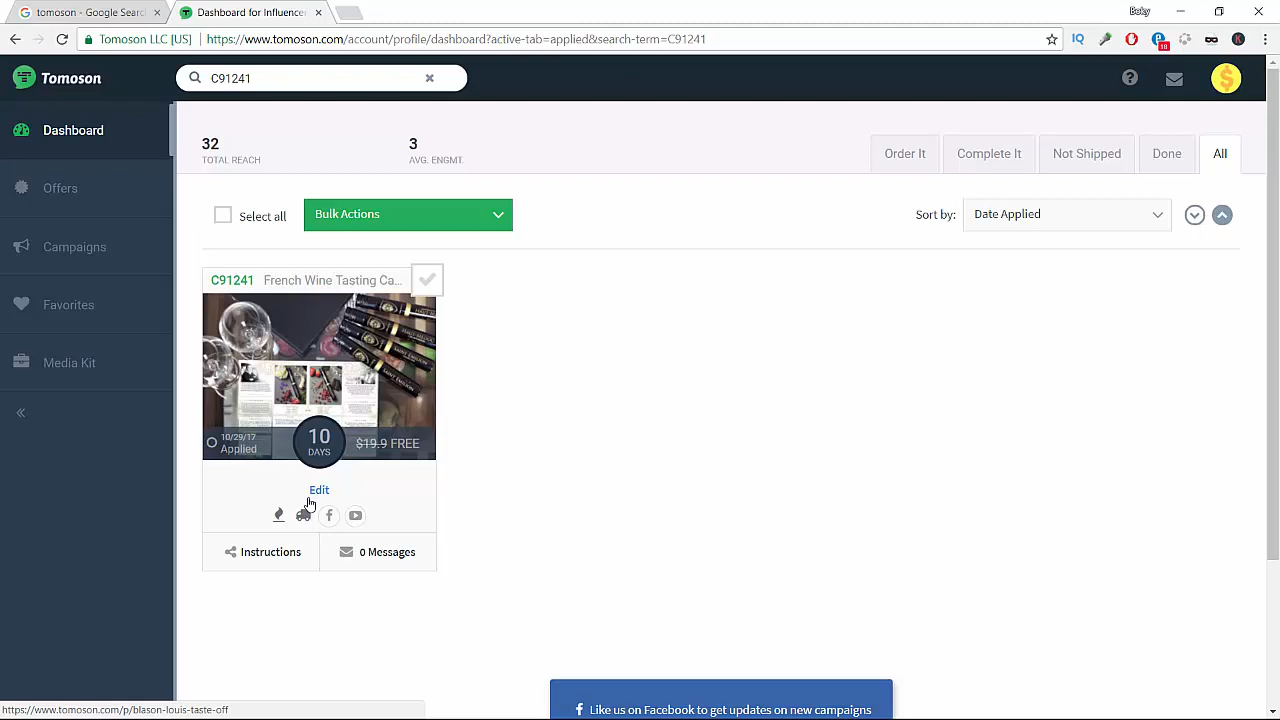 tomoson - Google Search
Dashboard for Influence
Boky
Tomoson LLC [US]
https://www.tomoson.com/account/profile/dashboard?active-tab=applied&search-term=C91241
IQ
18
K
Tomoson
C91241
Dashboard
Offers
Campaigns
Favorites
Media Kit
32
TOTAL REACH
3
AVG. ENGMT.
Order It
Complete It
Not Shipped
Done
All
Select all
Bulk Actions
Sort by:
Date Applied
C91241 French Wine Tasting Ca...
10/29/17
Applied
10
DAYS
$19.9 FREE
Edit
Instructions
0 Messages
Like us on Facebook to get updates on new campaigns
https://www.tomoson.com/p/blason-louis-taste-off